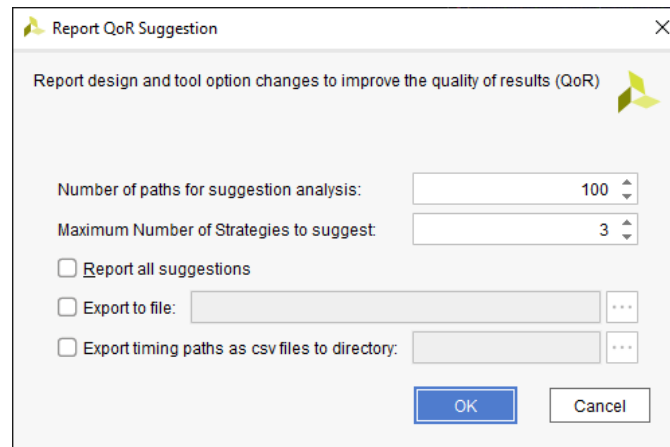 Report QoR Suggestion
Report design and tool option changes to improve the quality of results (QoR)
Number of paths for suggestion analysis: 100
Maximum Number of Strategies to suggest: 3
Report all suggestions
Export to file: ...
Export timing paths as csv files to directory: ...
OK Cancel